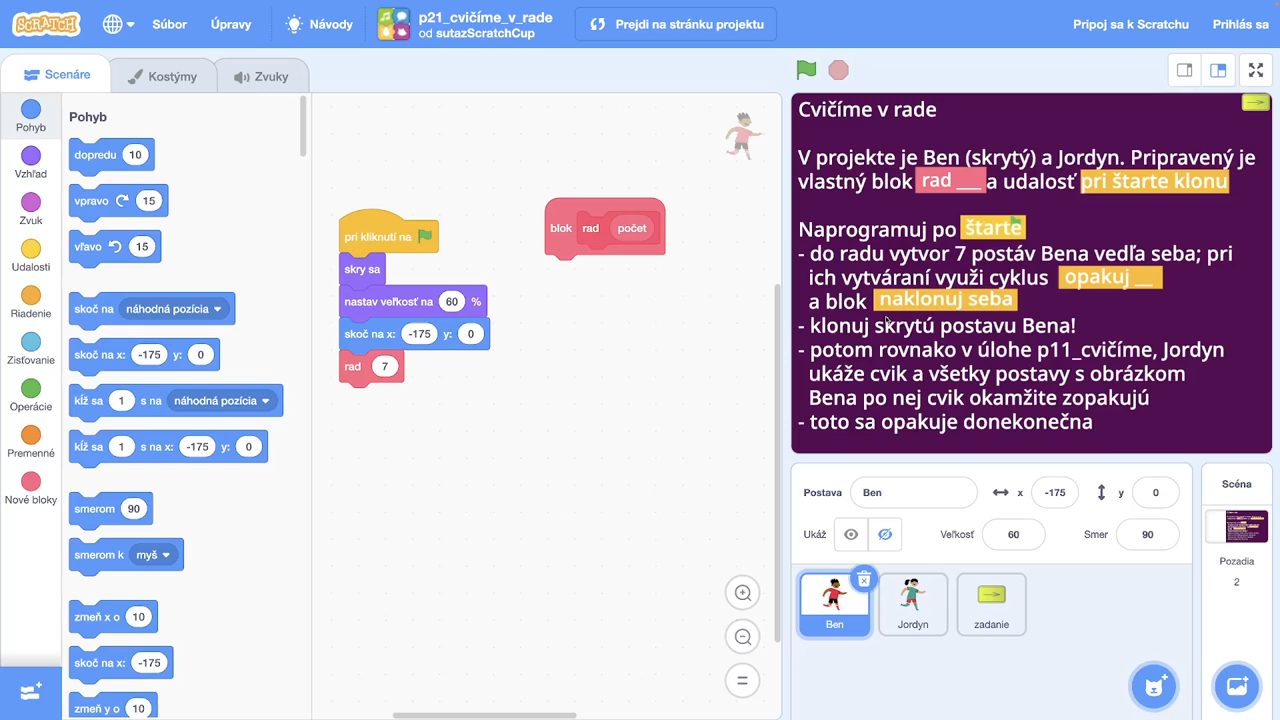 SCRATCH
Súbor
Úpravy
Návody
p21_cvičíme_v_rade
od sutazScratchCup
Prejdi na stránku projektu
Pripoj sa k Scratchu
Prihlás sa
Scenáre
Kostýmy
Zvuky
Pohyb
Vzhľad
Zvuk
Udalosti
Riadenie
Zisťovanie
Operácie
Premenné
Nové bloky
Pohyb
dopredu 10
vpravo 15
vľavo 15
skoč na náhodná pozícia
skoč na x: -175 y: 0
kĺž sa 1 s na náhodná pozícia
kĺž sa 1 s na x: -175 y: 0
smerom 90
smerom k myš
zmeň x o 10
skoč na x: -175
zmeň y o 10
pri kliknutí na
skry sa
nastav veľkosť na 60 %
skoč na x: -175 y: 0
rad 7
blok rad počet
Cvičíme v rade
V projekte je Ben (skrytý) a Jordyn. Pripravený je
vlastný blok rad ___ a udalosť pri štarte klonu
Naprogramuj po štarte
- do radu vytvor 7 postáv Bena vedľa seba; pri
ich vytváraní využi cyklus opakuj __
a blok naklonuj seba
- klonuj skrytú postavu Bena!
- potom rovnako v úlohe p11_cvičíme, Jordyn
ukáže cvik a všetky postavy s obrázkom
Bena po nej cvik okamžite zopakujú
- toto sa opakuje donekonečna
Postava Ben x -175 y 0
Ukáž Veľkosť 60 Smer 90
Ben
Jordyn
zadanie
Scéna
Pozadia
2